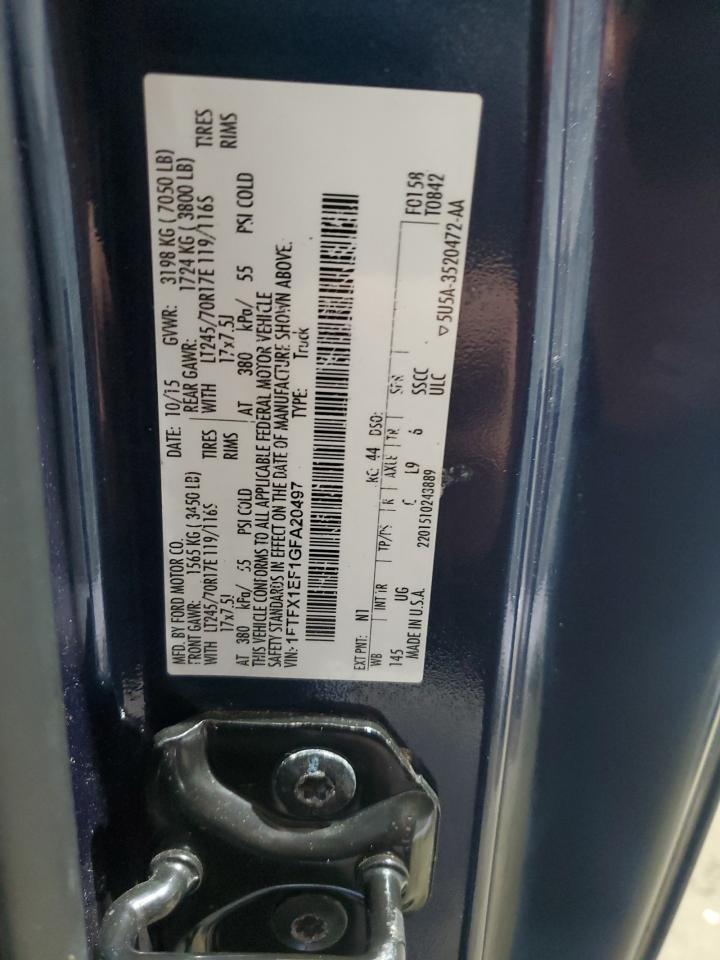 MFD. BY FORD MOTOR CO.
DATE: 10/15 GVWR: 3198 KG ( 7050 LB)
FRONT GAWR: 1565 KG ( 3450 LB) REAR GAWR: 1724 KG ( 3800 LB)
WITH LT245/70R17E 119/116S TIRES WITH LT245/70R17E 119/116S TIRES
17x7.5J RIMS 17x7.5J RIMS
AT 380 kPa/ 55 PSI COLD AT 380 kPa/ 55 PSI COLD
THIS VEHICLE CONFORMS TO ALL APPLICABLE FEDERAL MOTOR VEHICLE
SAFETY STANDARDS IN EFFECT ON THE DATE OF MANUFACTURE SHOWN ABOVE.
VIN: 1FTFX1EF1GFA20497 TYPE: Truck
EXT PNT: N1 RC: 44 DSO: F0158
WB INT TR TP/PS R AXLE TR SPR T0842
145 UG C L9 6 SSCC
MADE IN U.S.A. 2201510243889 ULC
▽5U5A-3520472-AA